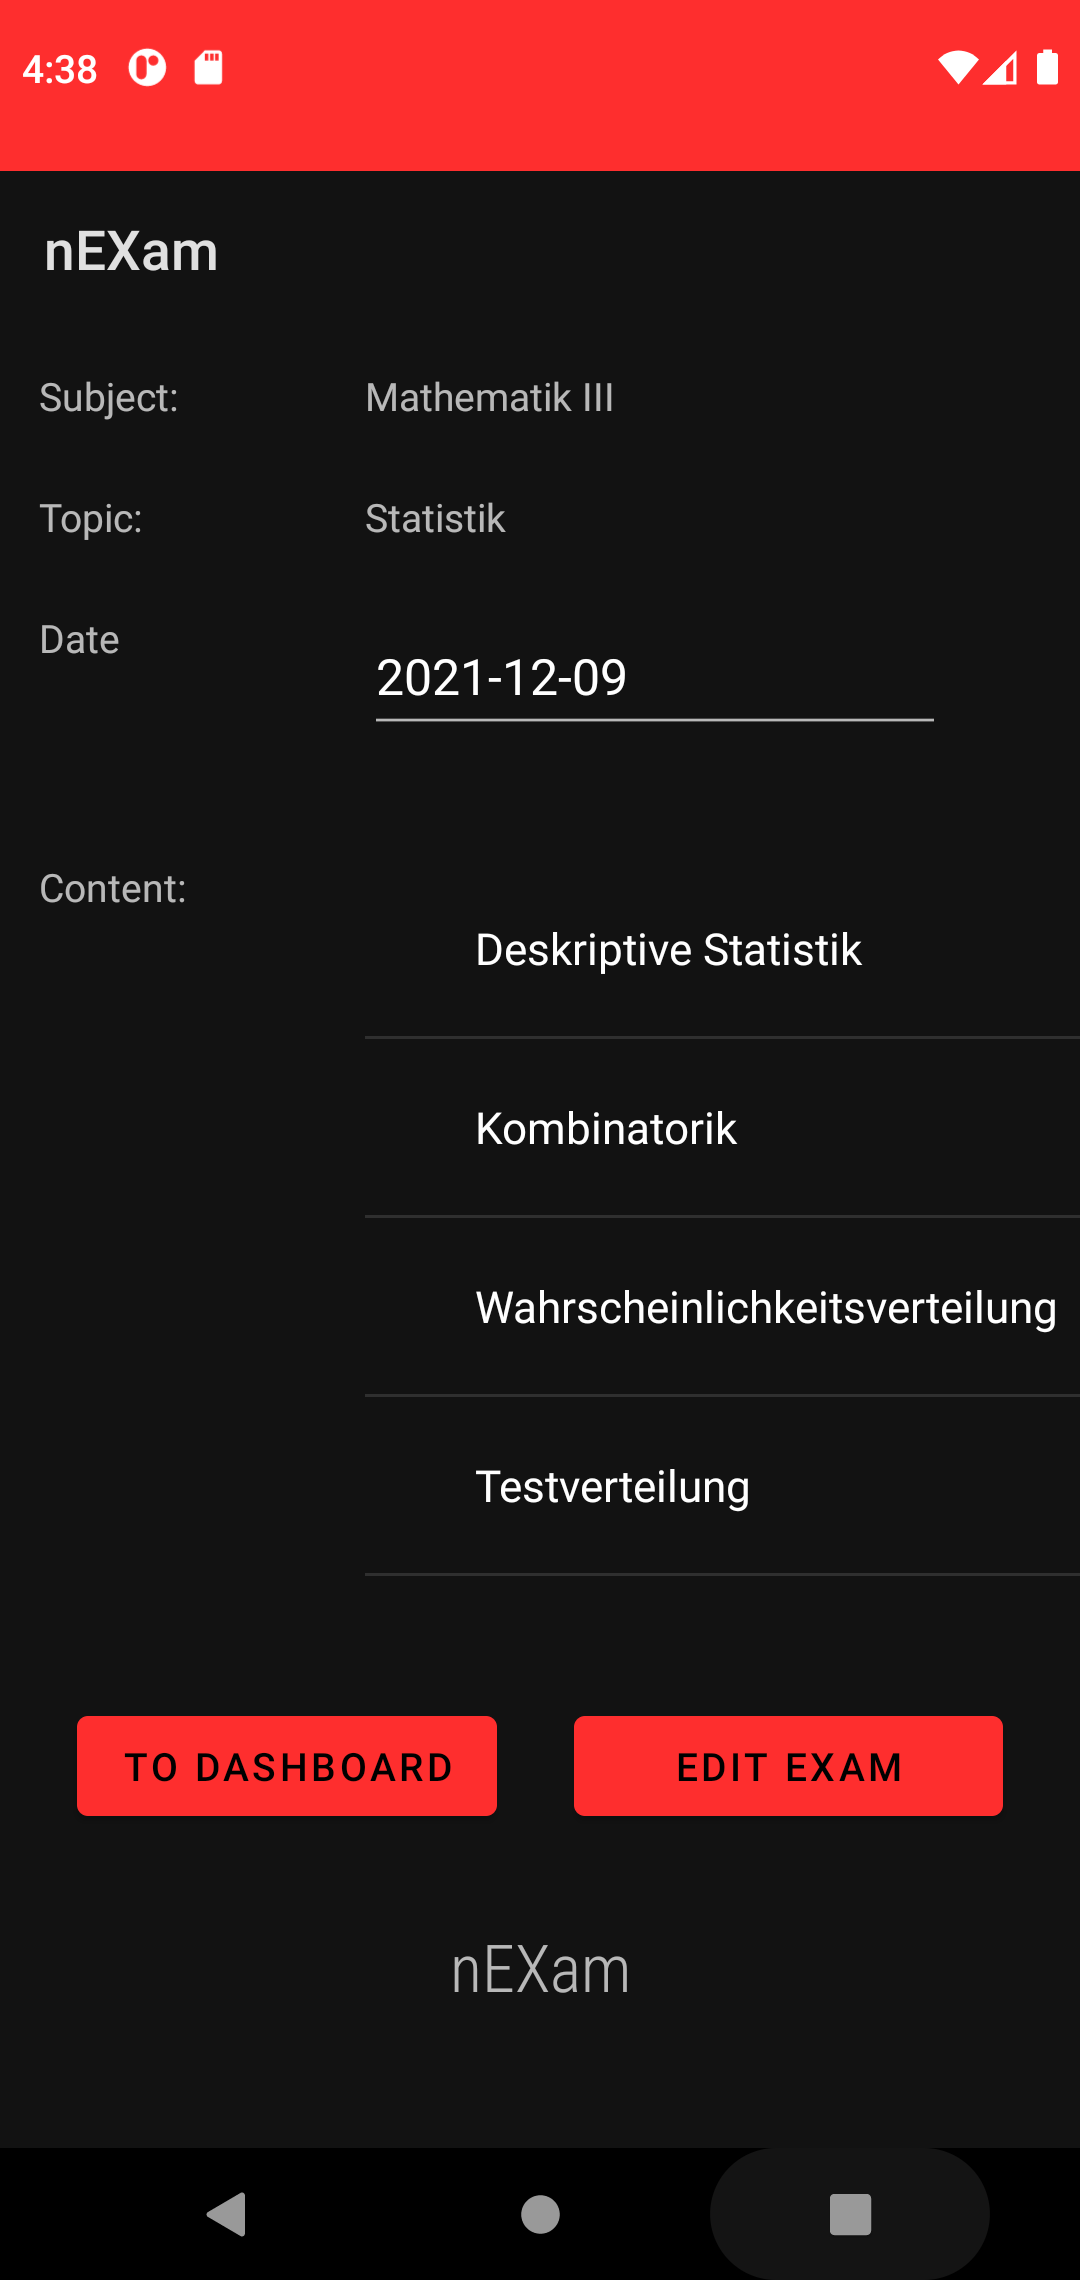 4:38
nEXam
Subject: Mathematik III
Topic: Statistik
Date
2021-12-09
Content:
Deskriptive Statistik
Kombinatorik
Wahrscheinlichkeitsverteilung
Testverteilung
TO DASHBOARD EDIT EXAM
nEXam